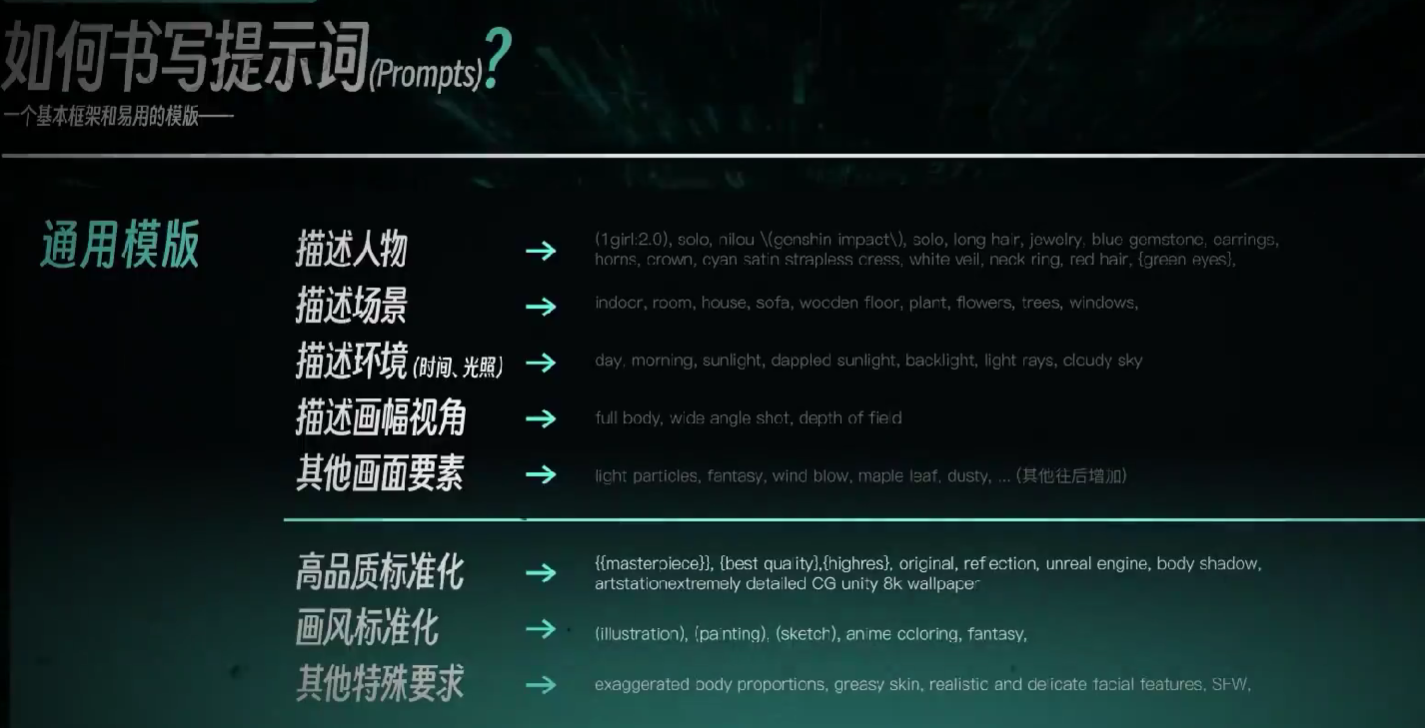 如何书写提示词(Prompts)?
一个基本框架和易用的模版——
通用模版
描述人物 → (1girl:2.0), solo, nilou \(genshin impact\), solo, long hair, jewelry, blue gemstone, earrings,
horns, crown, cyan satin strapless cress, white veil, neck ring, red hair, {green eyes},
描述场景 → indoor, room, house, sofa, wooden floor, plant, flowers, trees, windows,
描述环境 (时间、光照) → day, morning, sunlight, dappled sunlight, backlight, light rays, cloudy sky
描述画幅视角 → full body, wide angle shot, depth of field
其他画面要素 → light particles, fantasy, wind blow, maple leaf, dusty, ... (其他往后增加)
高品质标准化 → {{masterpiece}}, {best quality},{highres}, original, reflection, unreal engine, body shadow,
artstationextremely detailed CG unity 8k wallpaper
画风标准化 → (illustration), (painting), (sketch), anime coloring, fantasy,
其他特殊要求 → exaggerated body proportions, greasy skin, realistic and delicate facial features, SFW,